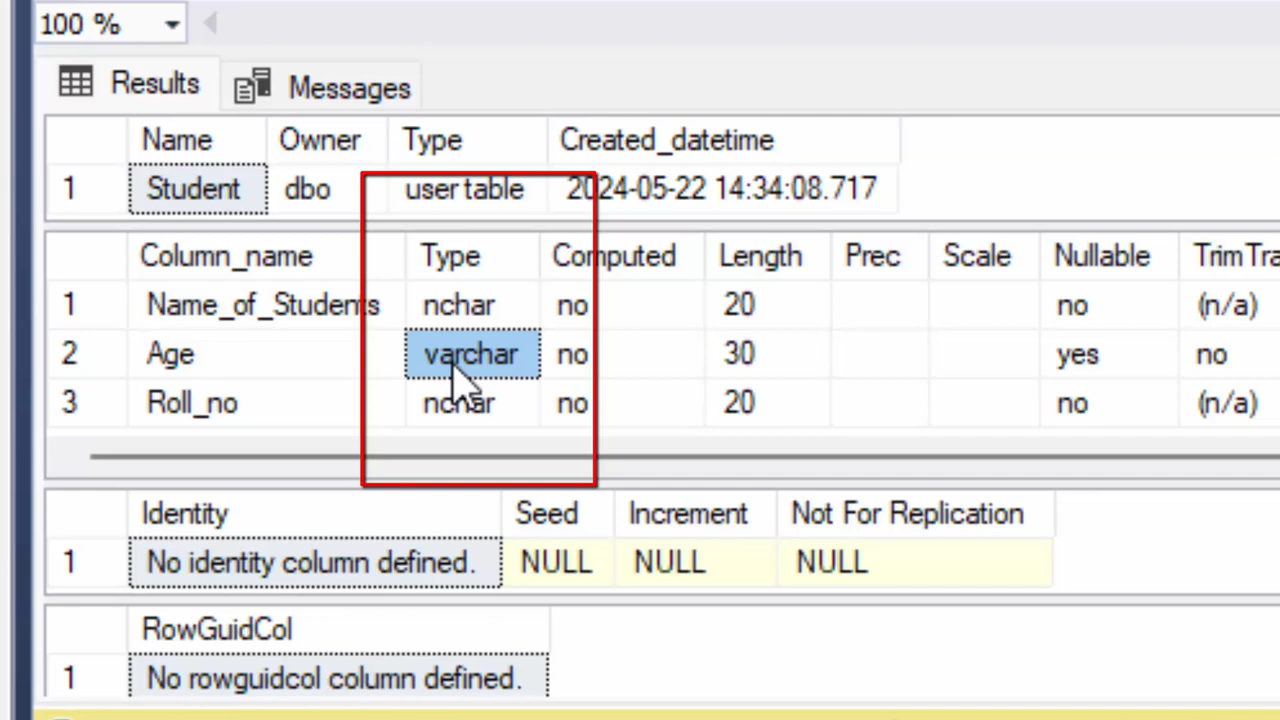 100 %
Results Messages
Name Owner Type Created_datetime
1 Student dbo user table 2024-05-22 14:34:08.717
Column_name Type Computed Length Prec Scale Nullable TrimTra
1 Name_of_Students nchar no 20 no (n/a)
2 Age varchar no 30 yes no
3 Roll_no nchar no 20 no (n/a)
Identity Seed Increment Not For Replication
1 No identity column defined. NULL NULL NULL
RowGuidCol
1 No rowguidcol column defined.